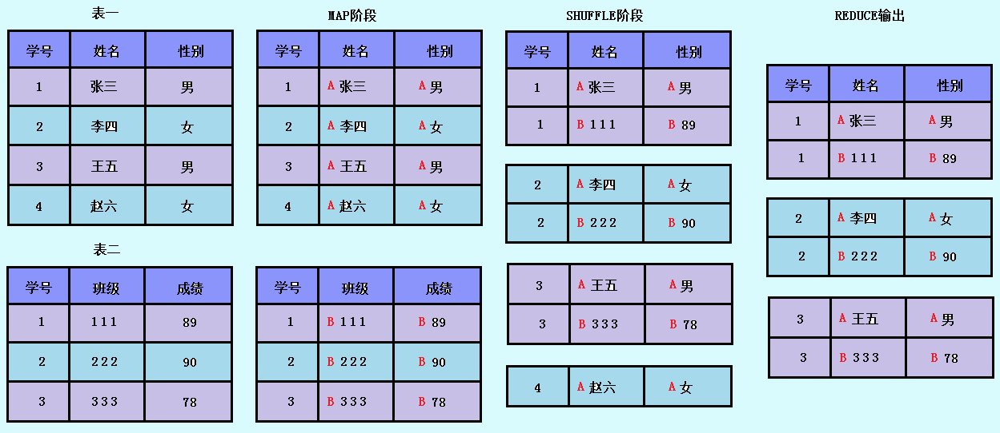 表一
学号 姓名 性别
1 张三 男
2 李四 女
3 王五 男
4 赵六 女
表二
学号 班级 成绩
1 111 89
2 222 90
3 333 78
MAP阶段
学号 姓名 性别
1 A 张三 A 男
2 A 李四 A 女
3 A 王五 A 男
4 A 赵六 A 女
学号 班级 成绩
1 B 111 B 89
2 B 222 B 90
3 B 333 B 78
SHUFFLE阶段
学号 姓名 性别
1 A 张三 A 男
1 B 111 B 89
2 A 李四 A 女
2 B 222 B 90
3 A 王五 A 男
3 B 333 B 78
4 A 赵六 A 女
REDUCE输出
学号 姓名 性别
1 A 张三 A 男
1 B 111 B 89
2 A 李四 A 女
2 B 222 B 90
3 A 王五 A 男
3 B 333 B 78